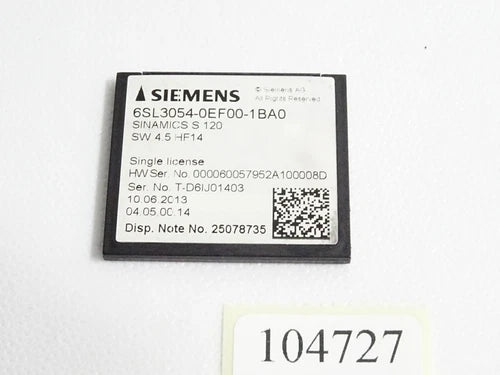 SIEMENS
© Siemens AG
All Rights Reserved
6SL3054-0EF00-1BA0
SINAMICS S 120
SW 4.5 HF14
Single license
HW Ser. No. 000060057952A100008D
Ser. No. T-D6IJ01403
10.06.2013
04.05.00.14
Disp. Note No. 25078735
104727